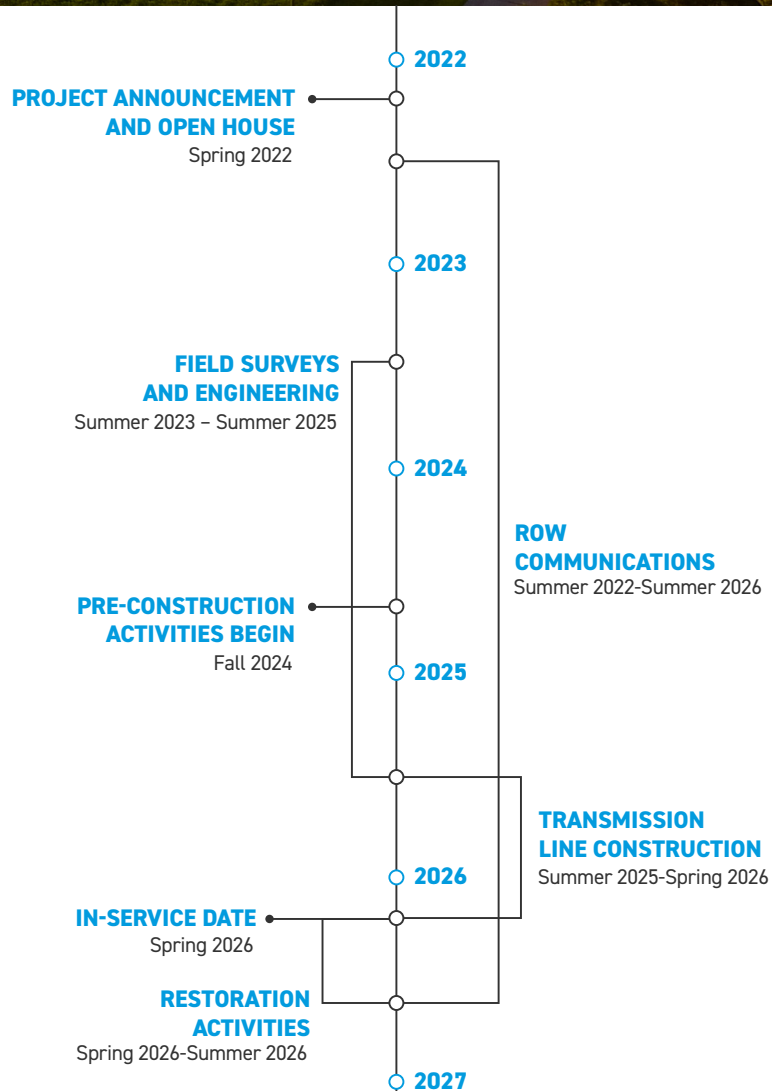 2022
PROJECT ANNOUNCEMENT
AND OPEN HOUSE
Spring 2022
2023
FIELD SURVEYS
AND ENGINEERING
Summer 2023 – Summer 2025
2024
ROW
COMMUNICATIONS
Summer 2022-Summer 2026
PRE-CONSTRUCTION
ACTIVITIES BEGIN
Fall 2024
2025
TRANSMISSION
LINE CONSTRUCTION
Summer 2025-Spring 2026
2026
IN-SERVICE DATE
Spring 2026
RESTORATION
ACTIVITIES
Spring 2026-Summer 2026
2027